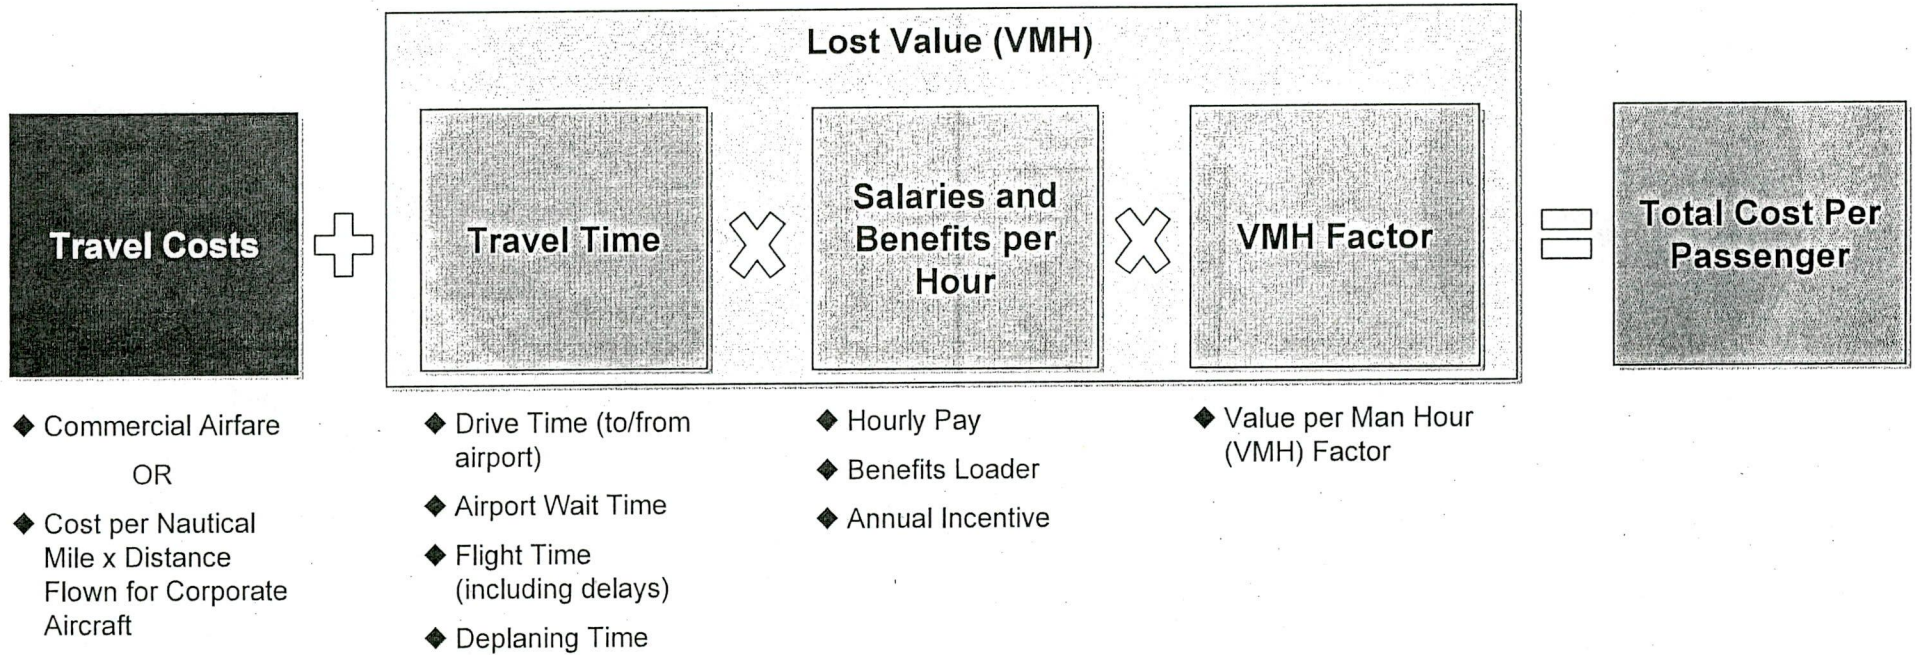 Lost Value (VMH)
Travel Costs
Travel Time
Salaries and
Benefits per
Hour
VMH Factor
Total Cost Per
Passenger
◆ Commercial Airfare
OR
◆ Cost per Nautical
Mile x Distance
Flown for Corporate
Aircraft
◆ Drive Time (to/from
airport)
◆ Airport Wait Time
◆ Flight Time
(including delays)
◆ Deplaning Time
◆ Hourly Pay
◆ Benefits Loader
◆ Annual Incentive
◆ Value per Man Hour
(VMH) Factor